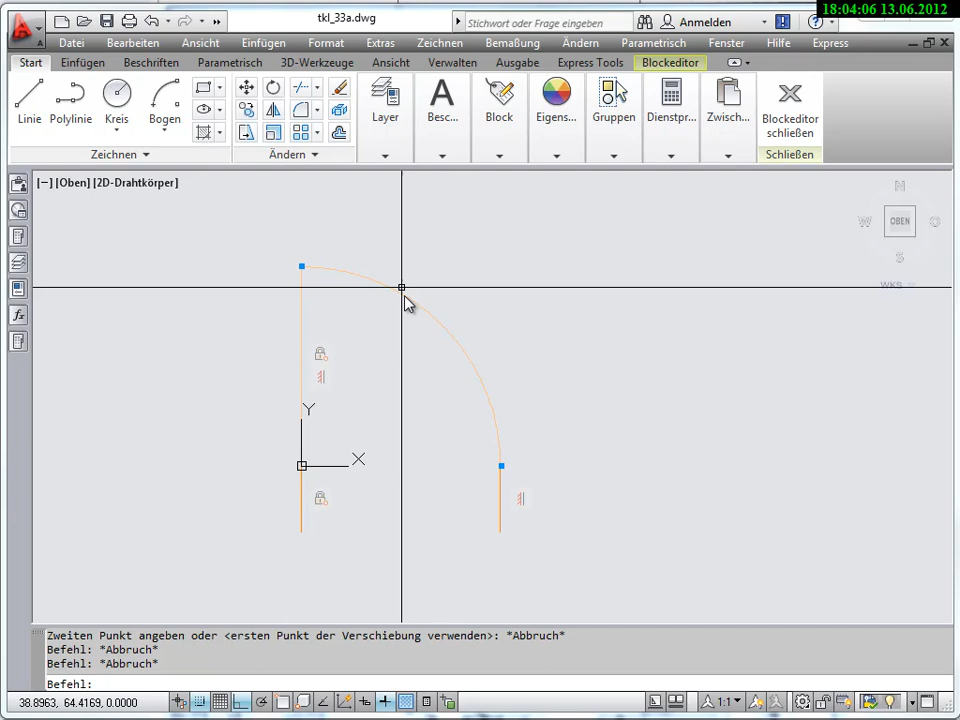 18:04:06 13.06.2012
tkl_33a.dwg
Stichwort oder Frage eingeben
Anmelden
Datei Bearbeiten Ansicht Einfügen Format Extras Zeichnen Bemaßung Ändern Parametrisch Fenster Hilfe Express
Start Einfügen Beschriften Parametrisch 3D-Werkzeuge Ansicht Verwalten Ausgabe Express Tools Blockeditor
Linie Polylinie Kreis Bogen Layer Besc... Block Eigens... Gruppen Dienstpr... Zwisch... Blockeditor
schließen
Zeichnen Ändern Schließen
[−] [Oben] [2D-Drahtkörper]
N
W OBEN O
S
WKS
fx
Y
X
Zweiten Punkt angeben oder <ersten Punkt der Verschiebung verwenden>: *Abbruch*
Befehl: *Abbruch*
Befehl: *Abbruch*
Befehl:
38.8963, 64.4169, 0.0000
1:1